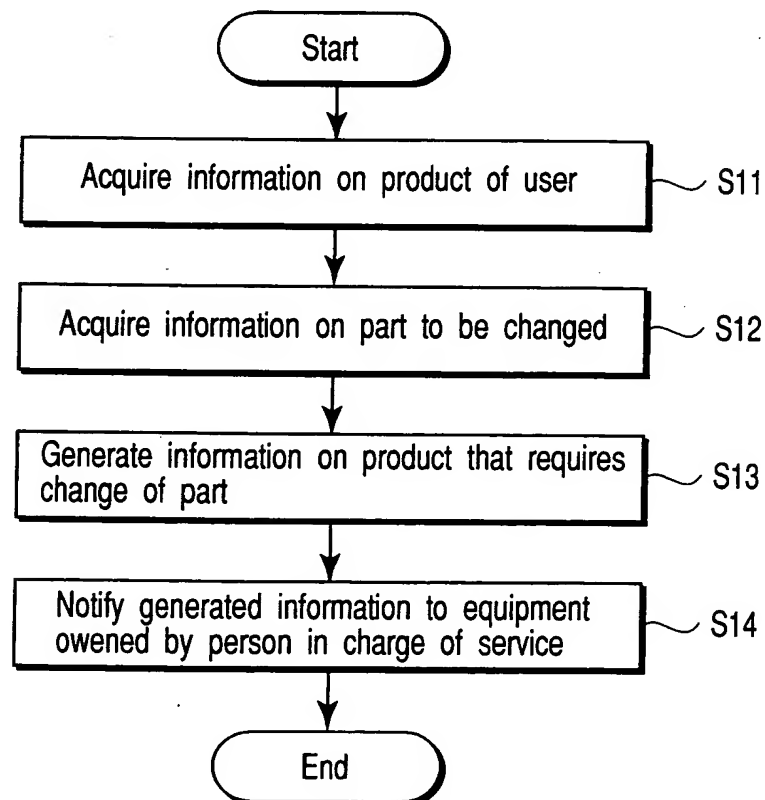 Start
Acquire information on product of user
S11
Acquire information on part to be changed
S12
Generate information on product that requires
change of part
S13
Notify generated information to equipment
owened by person in charge of service
S14
End